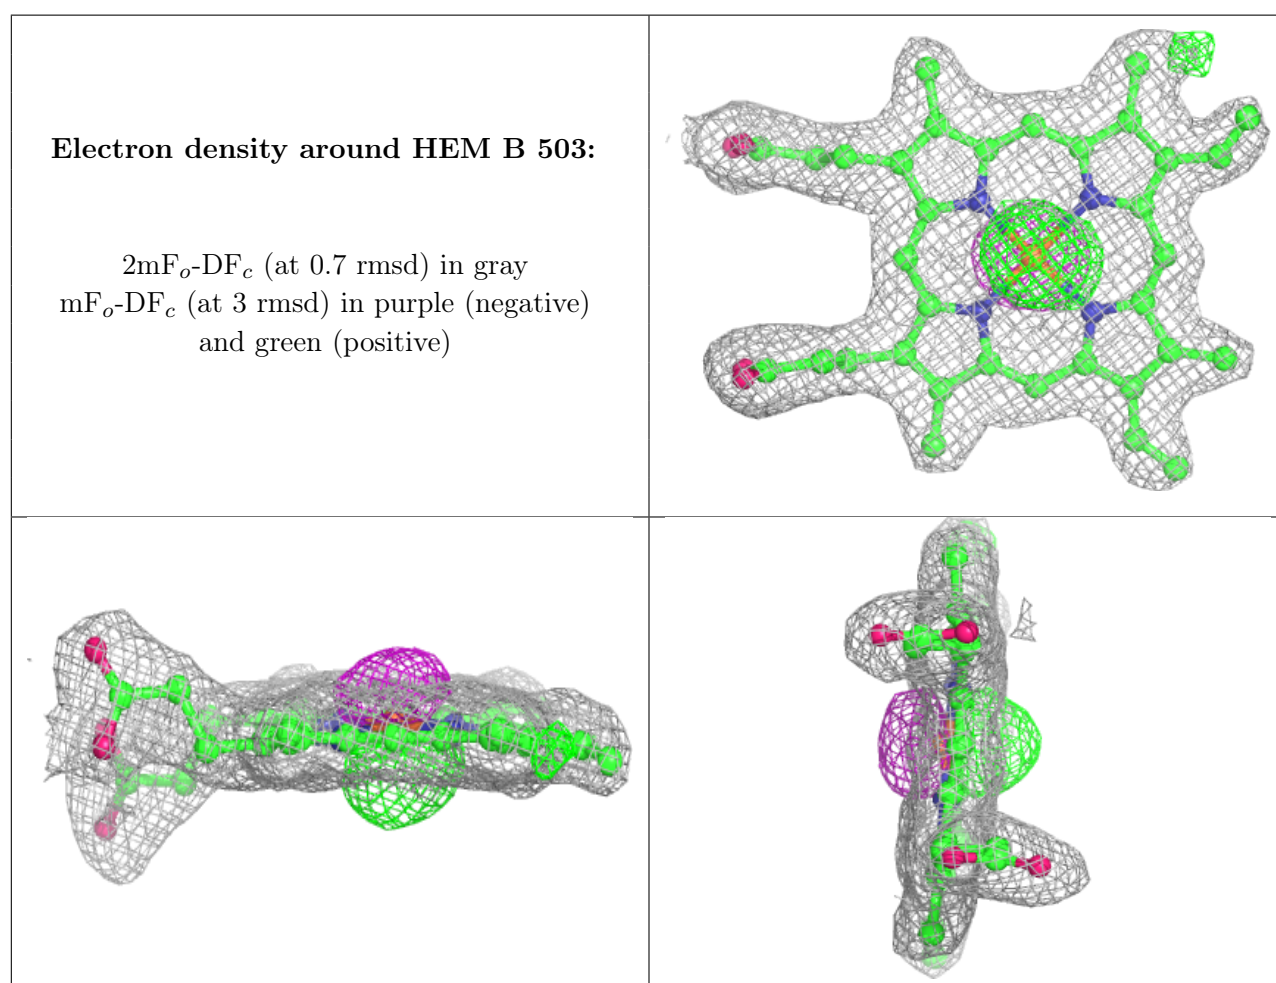 Electron density around HEM B 503:
2mFo-DFc (at 0.7 rmsd) in gray
mFo-DFc (at 3 rmsd) in purple (negative)
and green (positive)